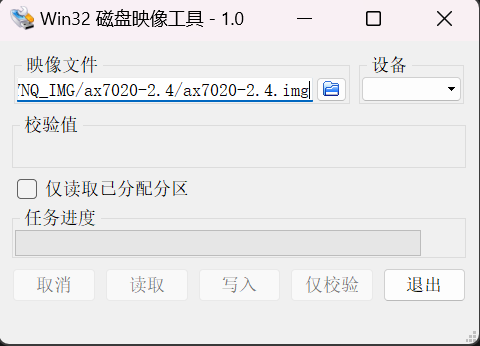 Win32 磁盘映像工具 - 1.0
映像文件
设备
YNQ_IMG/ax7020-2.4/ax7020-2.4.img
校验值
仅读取已分配分区
任务进度
取消
读取
写入
仅校验
退出